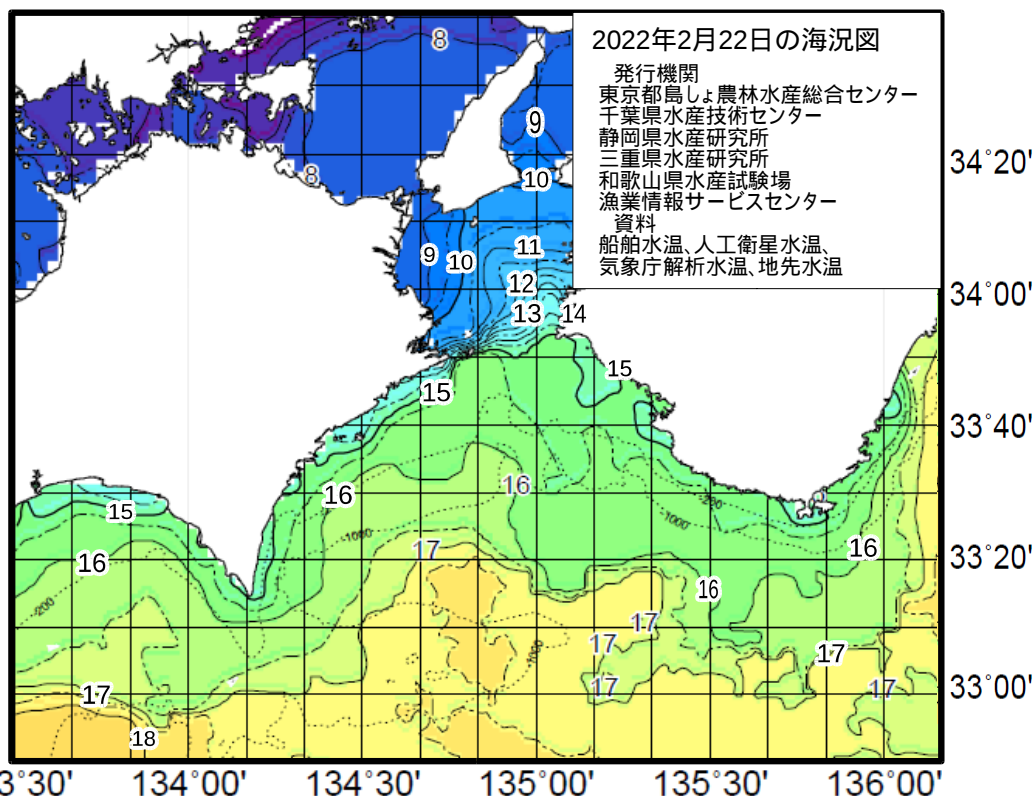 2022年2月22日の海況図
発行機関
東京都島しょ農林水産総合センター
千葉県水産技術センター
静岡県水産研究所
三重県水産研究所
和歌山県水産試験場
漁業情報サービスセンター
資料
船舶水温、人工衛星水温、
気象庁解析水温、地先水温
8
9
8
10
34°20'
9 10 11
12
13 14
34°00'
15
15
33°40'
16
16
15
-200
-1000
17
16
16
33°20'
16
-200
17
17
-1000
17
17
17
17
33°00'
18
3°30' 134°00' 134°30' 135°00' 135°30' 136°00'